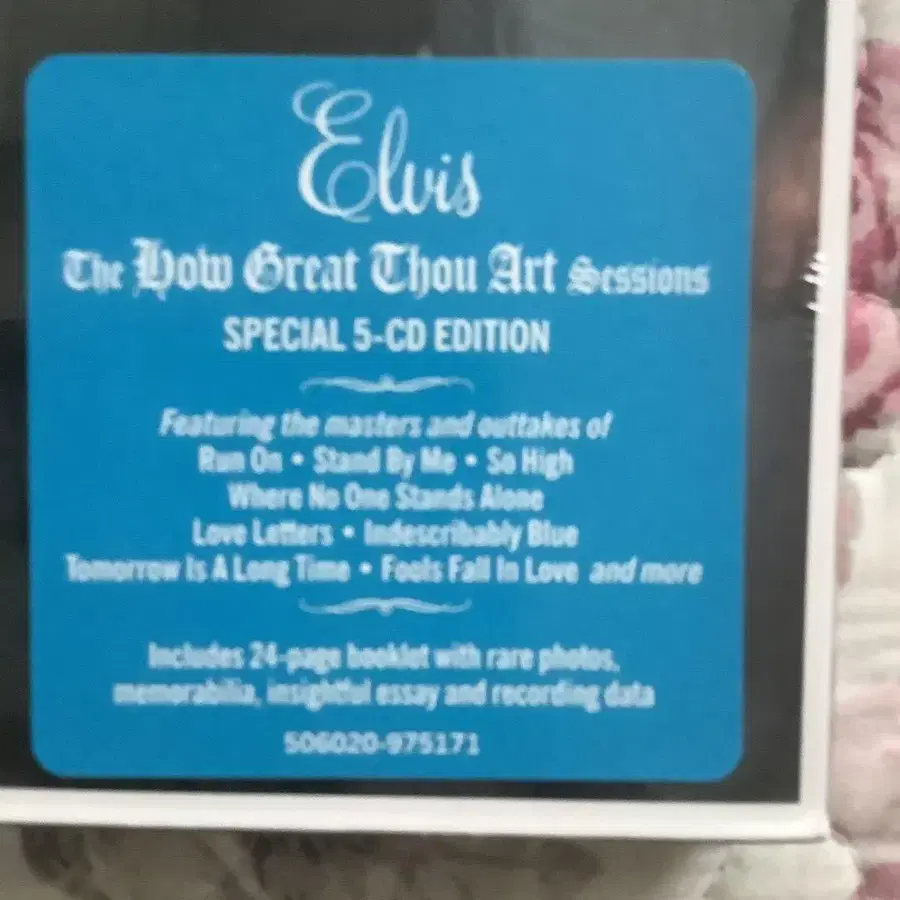 Elvis
The How Great Thou Art Sessions
SPECIAL 5-CD EDITION
Featuring the masters and outtakes of
Run On • Stand By Me • So High
Where No One Stands Alone
Love Letters • Indescribably Blue
Tomorrow Is A Long Time • Fools Fall In Love and more
Includes 24-page booklet with rare photos,
memorabilia, insightful essay and recording data
506020-975171